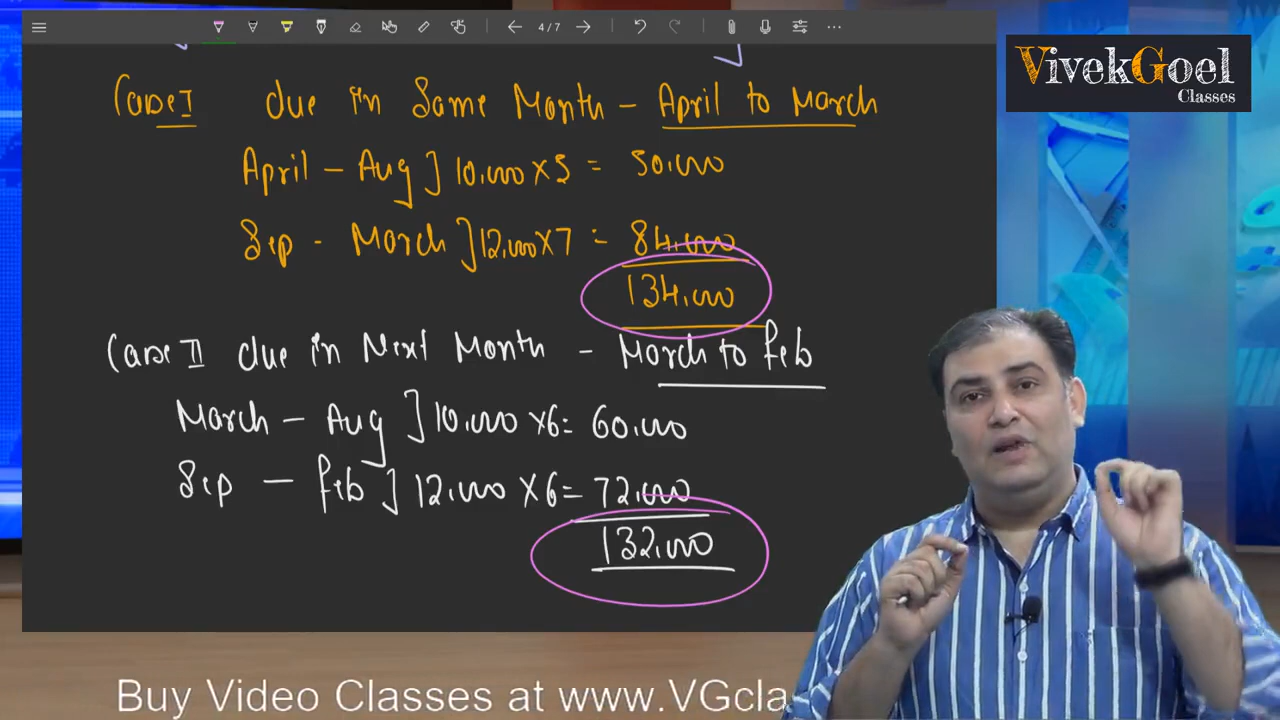 4/7
VivekGoel
Classes
Case I due in Same Month - April to March
April - Aug ] 10,000 x 5 = 50,000
Sep - March ] 12,000 x 7 = 84,000
134,000
Case II due in Next Month - March to Feb
March - Aug ] 10,000 x 6 = 60,000
Sep - Feb ] 12,000 x 6 = 72,000
132,000
Buy Video Classes at www.VGcla